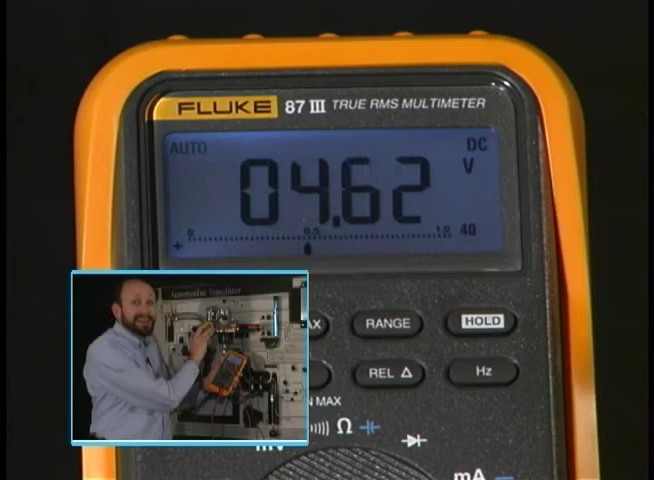 FLUKE 87 III TRUE RMS MULTIMETER
AUTO DC
V
04.62
0 0.5 1.0 40
RANGE HOLD
REL Δ Hz
Ω
mA